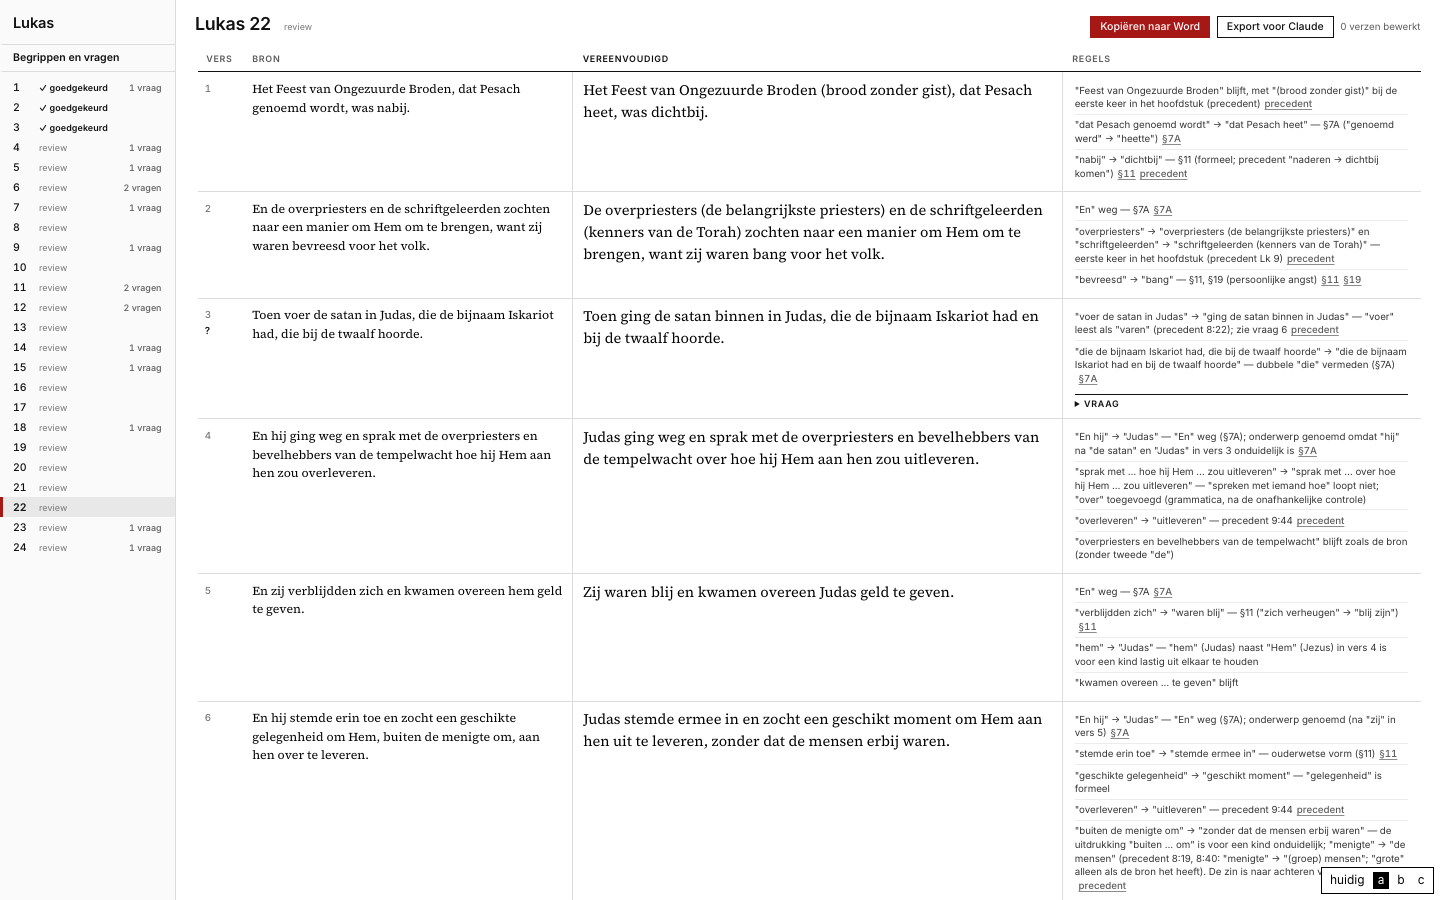 Lukas
Begrippen en vragen
1 ✓ goedgekeurd 1 vraag
2 ✓ goedgekeurd
3 ✓ goedgekeurd
4 review 1 vraag
5 review 1 vraag
6 review 2 vragen
7 review 1 vraag
8 review
9 review 1 vraag
10 review
11 review 2 vragen
12 review 2 vragen
13 review
14 review 1 vraag
15 review 1 vraag
16 review
17 review
18 review 1 vraag
19 review
20 review
21 review
22 review
23 review 1 vraag
24 review 1 vraag
Lukas 22 review
Kopiëren naar Word Export voor Claude 0 verzen bewerkt
VERS BRON VEREENVOUDIGD REGELS
1
Het Feest van Ongezuurde Broden, dat Pesach
genoemd wordt, was nabij.
Het Feest van Ongezuurde Broden (brood zonder gist), dat Pesach
heet, was dichtbij.
"Feest van Ongezuurde Broden" blijft, met "(brood zonder gist)" bij de
eerste keer in het hoofdstuk (precedent) precedent
"dat Pesach genoemd wordt" → "dat Pesach heet" — §7A ("genoemd
werd" → "heette") §7A
"nabij" → "dichtbij" — §11 (formeel; precedent "naderen → dichtbij
komen") §11 precedent
2
En de overpriesters en de schriftgeleerden zochten
naar een manier om Hem om te brengen, want zij
waren bevreesd voor het volk.
De overpriesters (de belangrijkste priesters) en de schriftgeleerden
(kenners van de Torah) zochten naar een manier om Hem om te
brengen, want zij waren bang voor het volk.
"En" weg — §7A §7A
"overpriesters" → "overpriesters (de belangrijkste priesters)" en
"schriftgeleerden" → "schriftgeleerden (kenners van de Torah)" —
eerste keer in het hoofdstuk (precedent Lk 9) precedent
"bevreesd" → "bang" — §11, §19 (persoonlijke angst) §11 §19
3
?
Toen voer de satan in Judas, die de bijnaam Iskariot
had, die bij de twaalf hoorde.
Toen ging de satan binnen in Judas, die de bijnaam Iskariot had en
bij de twaalf hoorde.
"voer de satan in Judas" → "ging de satan binnen in Judas" — "voer"
leest als "varen" (precedent 8:22); zie vraag 6 precedent
"die de bijnaam Iskariot had, die bij de twaalf hoorde" → "die de bijnaam
Iskariot had en bij de twaalf hoorde" — dubbele "die" vermeden (§7A)
§7A
▶ VRAAG
4
En hij ging weg en sprak met de overpriesters en
bevelhebbers van de tempelwacht hoe hij Hem aan
hen zou overleveren.
Judas ging weg en sprak met de overpriesters en bevelhebbers van
de tempelwacht over hoe hij Hem aan hen zou uitleveren.
"En hij" → "Judas" — "En" weg (§7A); onderwerp genoemd omdat "hij"
na "de satan" en "Judas" in vers 3 onduidelijk is §7A
"sprak met ... hoe hij Hem ... zou uitleveren" → "sprak met ... over hoe
hij Hem ... zou uitleveren" — "spreken met iemand hoe" loopt niet;
"over" toegevoegd (grammatica, na de onafhankelijke controle)
"overleveren" → "uitleveren" — precedent 9:44 precedent
"overpriesters en bevelhebbers van de tempelwacht" blijft zoals de bron
(zonder tweede "de")
5
En zij verblijdden zich en kwamen overeen hem geld
te geven.
Zij waren blij en kwamen overeen Judas geld te geven.
"En" weg — §7A §7A
"verblijdden zich" → "waren blij" — §11 ("zich verheugen" → "blij zijn")
§11
"hem" → "Judas" — "hem" (Judas) naast "Hem" (Jezus) in vers 4 is
voor een kind lastig uit elkaar te houden
"kwamen overeen ... te geven" blijft
6
En hij stemde erin toe en zocht een geschikte
gelegenheid om Hem, buiten de menigte om, aan
hen over te leveren.
Judas stemde ermee in en zocht een geschikt moment om Hem aan
hen uit te leveren, zonder dat de mensen erbij waren.
"En hij" → "Judas" — "En" weg (§7A); onderwerp genoemd (na "zij" in
vers 5) §7A
"stemde erin toe" → "stemde ermee in" — ouderwetse vorm (§11) §11
"geschikte gelegenheid" → "geschikt moment" — "gelegenheid" is
formeel
"overleveren" → "uitleveren" — precedent 9:44 precedent
"buiten de menigte om" → "zonder dat de mensen erbij waren" — de
uitdrukking "buiten ... om" is voor een kind onduidelijk; "menigte" → "de
mensen" (precedent 8:19, 8:40: "menigte" → "(groep) mensen"; "grote"
alleen als de bron het heeft). De zin is naar achteren
precedent
huidig a b c